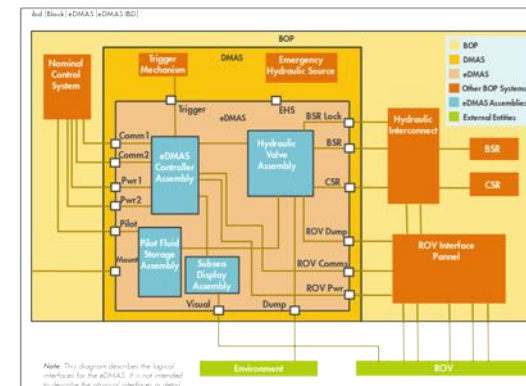 ibd [Block] eDMAS [eDMAS IBD]
BOP
DMAS
Nominal
Control
System
Trigger
Mechanism
Emergency
Hydraulic Source
BOP
DMAS
eDMAS
Other BOP Systems
eDMAS Assemblies
External Entities
Trigger
eDMAS
EHS
BSR Lock
Hydraulic
Interconnect
Comm1
Comm2
Pwr1
Pwr2
Pilot
Mount
eDMAS
Controller
Assembly
Hydraulic
Valve
Assembly
BSR
BSR
CSR
CSR
Pilot Fluid
Storage
Assembly
Subsea
Display
Assembly
ROV Dump
ROV Comms
ROV Pwr
ROV Interface
Pannel
Visual
Dump
Environment
ROV
Note: This diagram describes the logical
interfaces for the eDMAS. It is not intended
to describe the physical interfaces in detail.